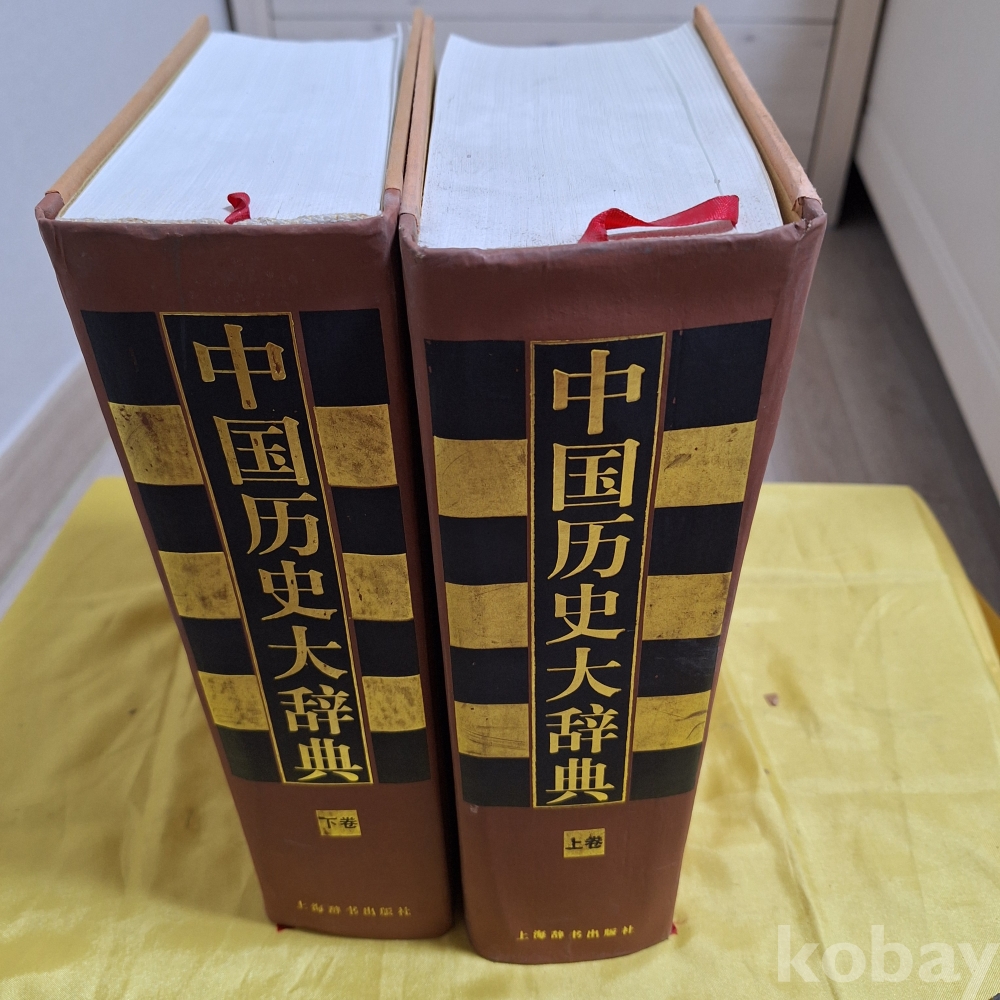 中国历史大辞典
下卷
上海辞书出版社
中国历史大辞典
上卷
上海辞书出版社
kobay